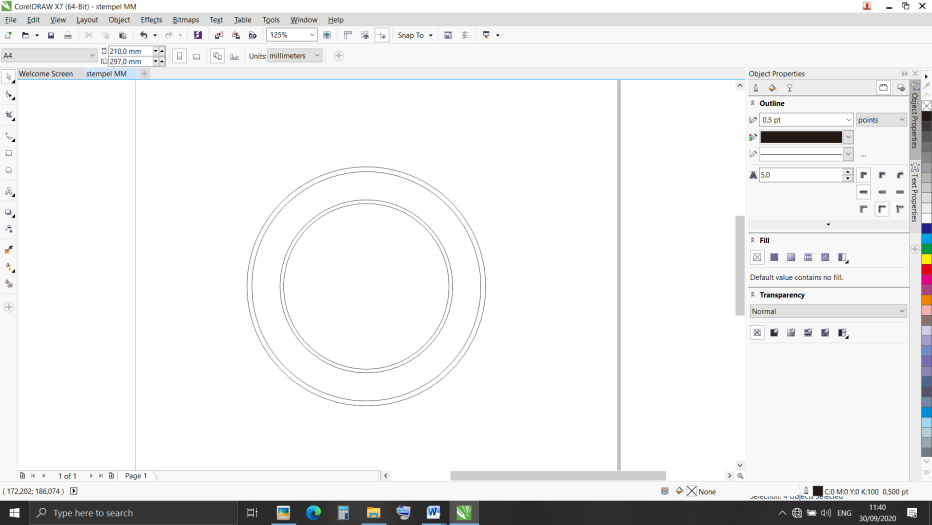 CorelDRAW X7 (64-Bit) - stempel MM
File Edit View Layout Object Effects Bitmaps Text Table Tools Window Help
125% Snap To
A4 210,0 mm Units: millimeters
297,0 mm
Welcome Screen stempel MM
Object Properties
Outline
0,5 pt points
...
5,0
Fill
Default value contains no fill.
Transparency
Normal
Object Properties
Text Properties
1 of 1 Page 1
( 172,202; 186,074 ) None C:0 M:0 Y:0 K:100 0,500 pt
Selection: 4 Objects Selected
Type here to search
ENG
11:40
30/09/2020